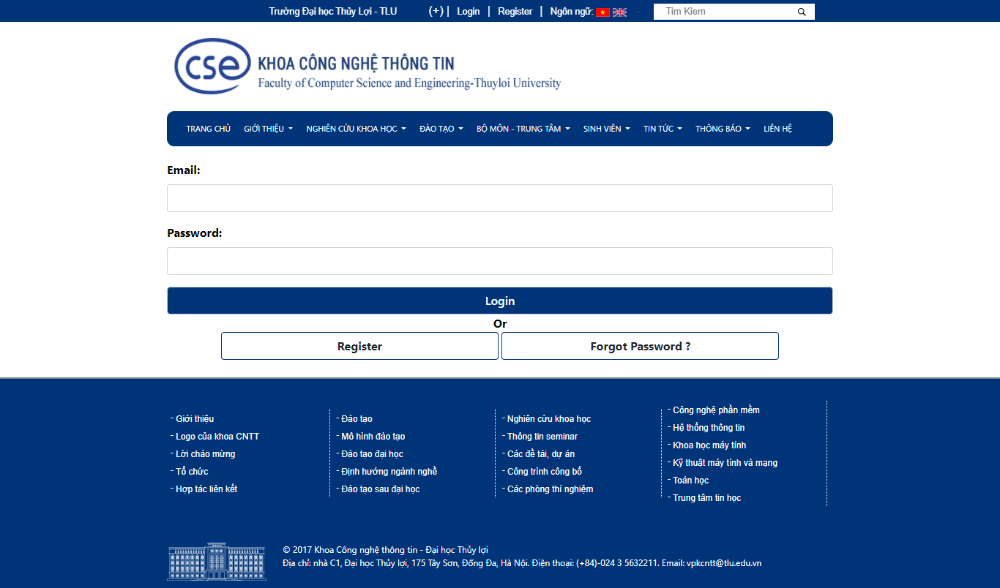 Trường Đại học Thủy Lợi - TLU (+) | Login | Register | Ngôn ngữ: Tim Kiem
cse
KHOA CÔNG NGHỆ THÔNG TIN
Faculty of Computer Science and Engineering-Thuyloi University
TRANG CHỦ GIỚI THIỆU NGHIÊN CỨU KHOA HỌC ĐÀO TẠO BỘ MÔN - TRUNG TÂM SINH VIÊN TIN TỨC THÔNG BÁO LIÊN HỆ
Email:
Password:
Login
Or
Register Forgot Password ?
- Giới thiệu
- Logo của khoa CNTT
- Lời chào mừng
- Tổ chức
- Hợp tác liên kết
- Đào tạo
- Mô hình đào tạo
- Đào tạo đại học
- Định hướng ngành nghề
- Đào tạo sau đại học
- Nghiên cứu khoa học
- Thông tin seminar
- Các đề tài, dự án
- Công trình công bố
- Các phòng thí nghiệm
- Công nghệ phần mềm
- Hệ thống thông tin
- Khoa học máy tính
- Kỹ thuật máy tính và mạng
- Toán học
- Trung tâm tin học
© 2017 Khoa Công nghệ thông tin - Đại học Thủy lợi
Địa chỉ: nhà C1, Đại học Thủy lợi, 175 Tây Sơn, Đống Đa, Hà Nội. Điện thoại: (+84)-024 3 5632211. Email: vpkcntt@tlu.edu.vn